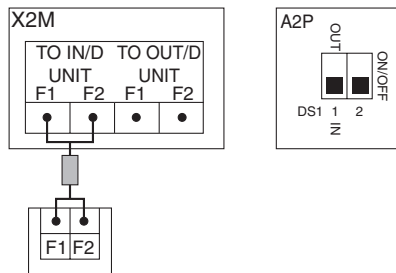 X2M
TO IN/D UNIT
TO OUT/D UNIT
F1 F2 F1 F2
F1 F2
A2P
OUT
ON/OFF
DS1 1 2
IN